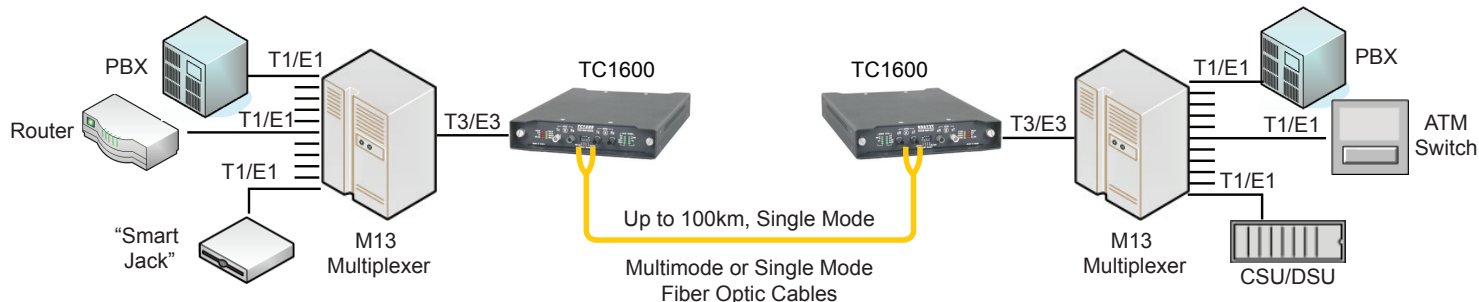 PBX
T1/E1
Router
T1/E1
T1/E1
“Smart
Jack”
M13
Multiplexer
T3/E3
TC1600
Up to 100km, Single Mode
Multimode or Single Mode
Fiber Optic Cables
TC1600
T3/E3
M13
Multiplexer
T1/E1
PBX
T1/E1
ATM
Switch
T1/E1
CSU/DSU